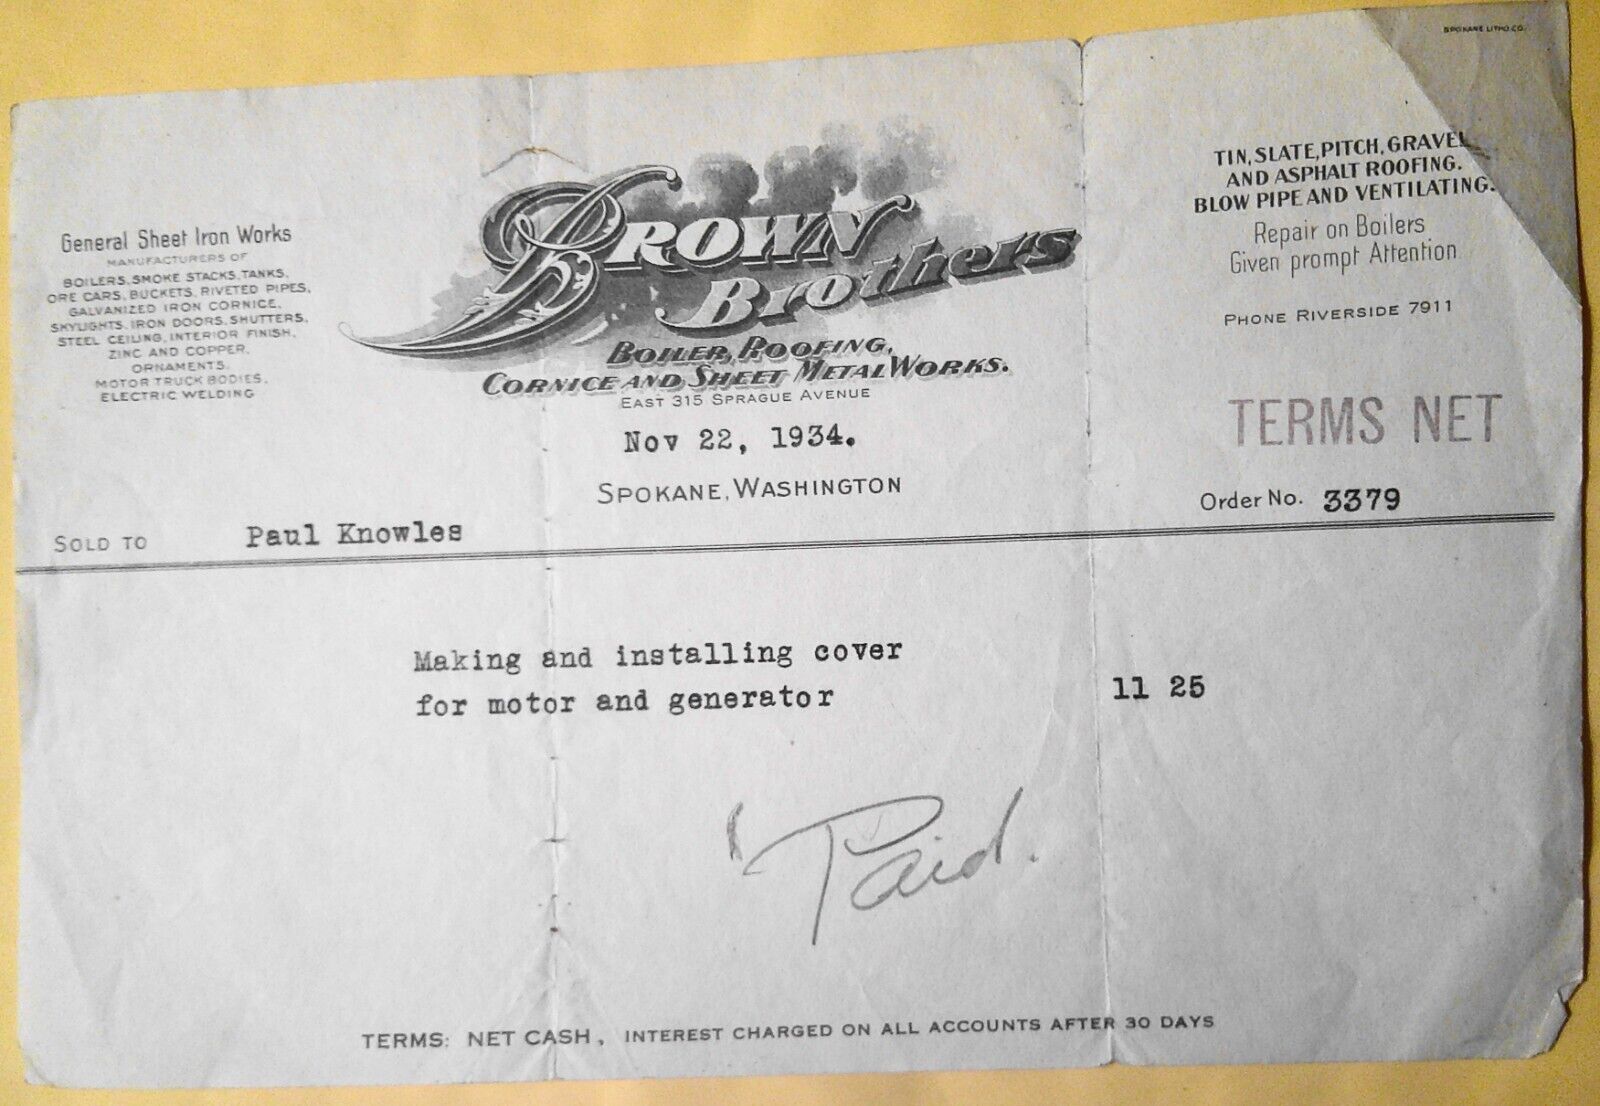 SPOKANE LITHO CO.
General Sheet Iron Works
MANUFACTURERS OF
BOILERS, SMOKE STACKS, TANKS,
ORE CARS, BUCKETS, RIVETED PIPES,
GALVANIZED IRON CORNICE,
SKYLIGHTS, IRON DOORS, SHUTTERS,
STEEL CEILING, INTERIOR FINISH,
ZINC AND COPPER,
ORNAMENTS,
MOTOR TRUCK BODIES,
ELECTRIC WELDING
BROWN
Brothers
BOILER, ROOFING,
CORNICE AND SHEET METAL WORKS.
EAST 315 SPRAGUE AVENUE
Nov 22, 1934.
SPOKANE, WASHINGTON
TIN, SLATE, PITCH, GRAVEL
AND ASPHALT ROOFING.
BLOW PIPE AND VENTILATING.
Repair on Boilers
Given prompt Attention
PHONE RIVERSIDE 7911
TERMS NET
Order No. 3379
SOLD TO Paul Knowles
Making and installing cover
for motor and generator 11 25
Paid.
TERMS: NET CASH, INTEREST CHARGED ON ALL ACCOUNTS AFTER 30 DAYS